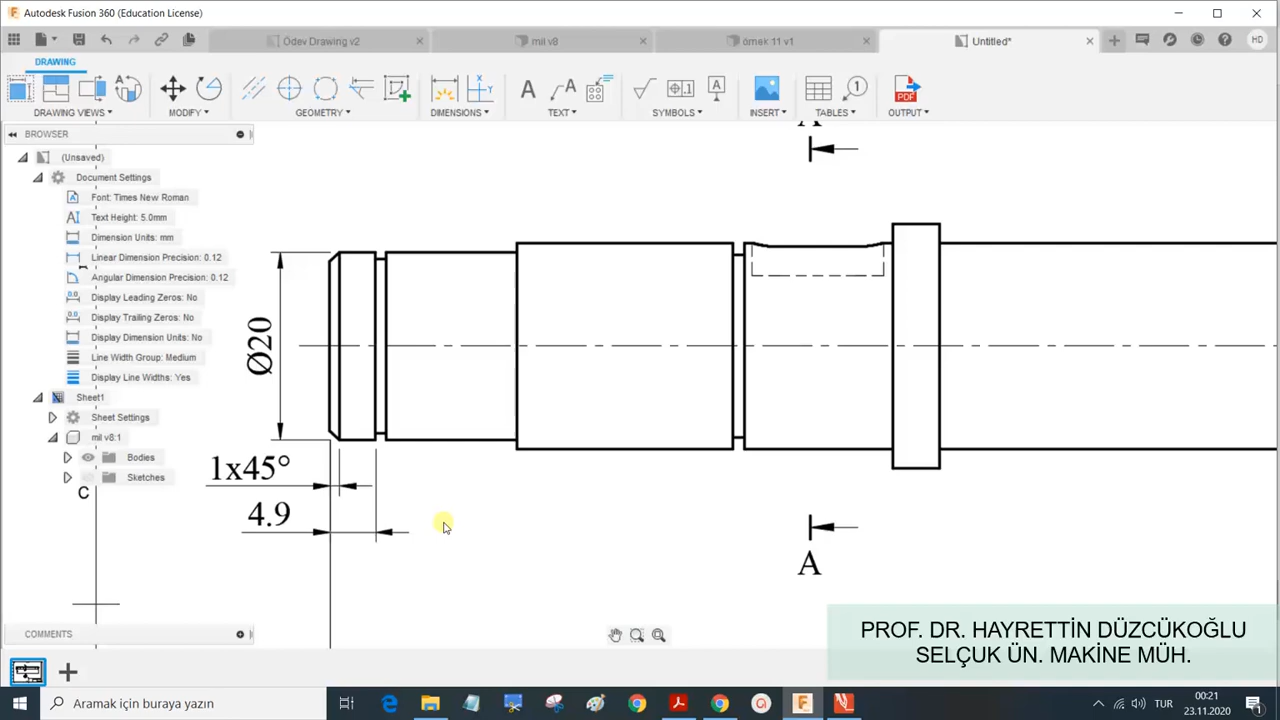 Autodesk Fusion 360 (Education License)
Ödev Drawing v2
mil v8
örnek 11 v1
Untitled*
HD
DRAWING
DRAWING VIEWS
MODIFY
GEOMETRY
DIMENSIONS
TEXT
SYMBOLS
INSERT
TABLES
OUTPUT
PDF
BROWSER
(Unsaved)
Document Settings
Font: Times New Roman
Text Height: 5.0mm
Dimension Units: mm
Linear Dimension Precision: 0.12
Angular Dimension Precision: 0.12
Display Leading Zeros: No
Display Trailing Zeros: No
Display Dimension Units: No
Line Width Group: Medium
Display Line Widths: Yes
Sheet1
Sheet Settings
mil v8:1
Bodies
Sketches
C
A
Ø20
1x45°
4.9
A
COMMENTS
PROF. DR. HAYRETTİN DÜZCÜKOĞLU
SELÇUK ÜN. MAKİNE MÜH.
Aramak için buraya yazın
TUR
00:21
23.11.2020